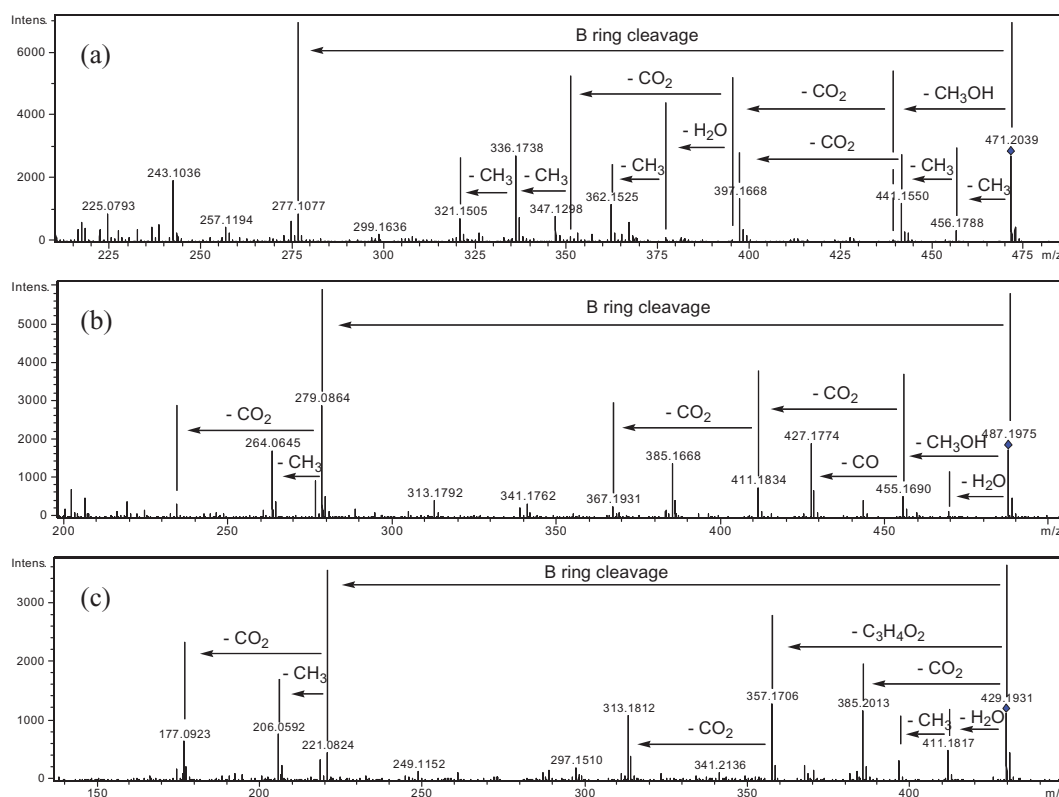 Intens.
(a)
B ring cleavage
- CO2
- CO2
- CH3OH
6000
4000
- H2O
- CO2
336.1738
471.2039
- CH3
- CH3
- CH3
- CH3
- CH3
2000
243.1036
362.1525
397.1668
441.1550
225.0793
277.1077
321.1505
347.1298
456.1788
257.1194
299.1636
0
225 250 275 300 325 350 375 400 425 450 475 m/z
Intens.
(b)
B ring cleavage
5000
4000
279.0864
- CO2
- CO2
- CO2
3000
487.1975
427.1774
- CH3OH
2000
264.0645
385.1668
- CH3
- CO
- H2O
1000
411.1834
455.1690
313.1792
341.1762
367.1931
0
200 250 300 350 400 450 m/z
Intens.
(c)
B ring cleavage
3000
- C3H4O2
- CO2
- CO2
2000
- CH3
357.1706
429.1931
313.1812
385.2013
- CH3
- H2O
1000
177.0923
206.0592
- CO2
411.1817
221.0824
249.1152
297.1510
341.2136
0
150 200 250 300 350 400 m/z